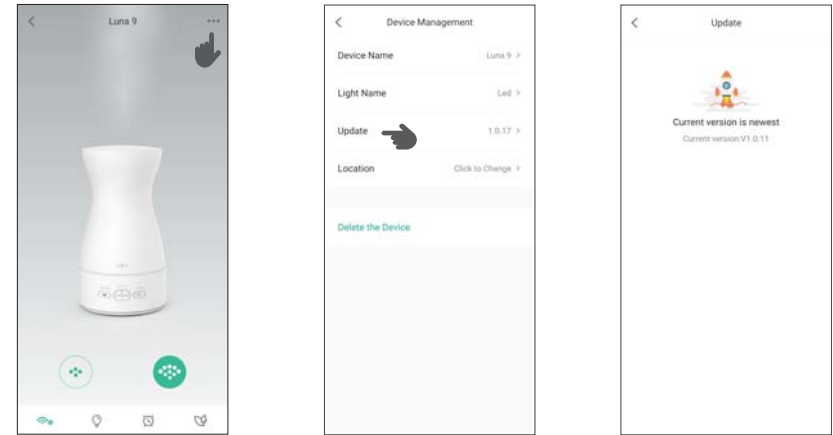 Luna 9
Device Management
Device Name Luna 9
Light Name Led
Update 1.0.17
Location Click to Change
Delete the Device
Update
Current version is newest
Current version:V1.0.11